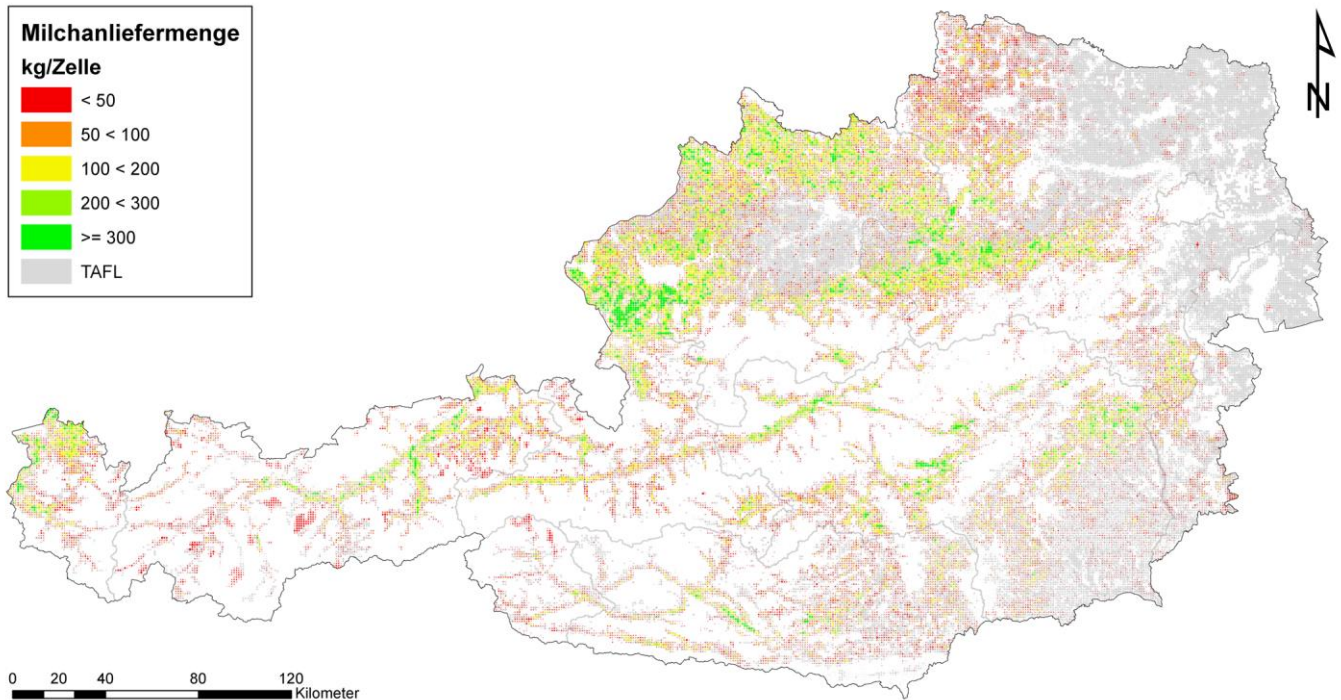 Milchanliefermenge
kg/Zelle
< 50
50 < 100
100 < 200
200 < 300
>= 300
TAFL
N
0 20 40 80 120
Kilometer